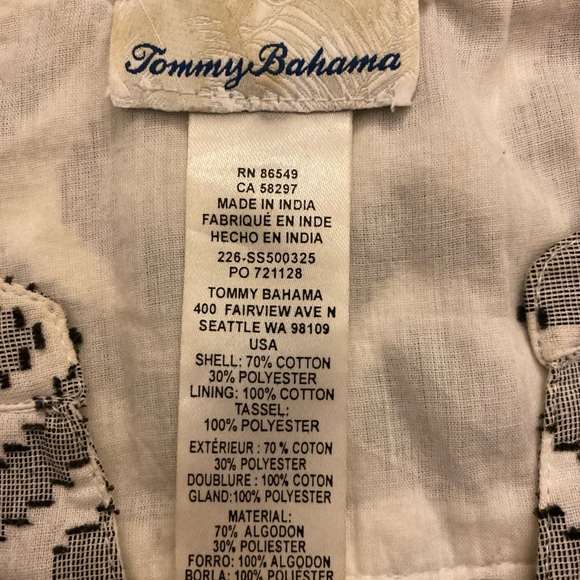 Tommy Bahama
RN 86549
CA 58297
MADE IN INDIA
FABRIQUÉ EN INDE
HECHO EN INDIA
226-SS500325
PO 721128
TOMMY BAHAMA
400 FAIRVIEW AVE N
SEATTLE WA 98109
USA
SHELL: 70% COTTON
30% POLYESTER
LINING: 100% COTTON
TASSEL:
100% POLYESTER
EXTÉRIEUR : 70 % COTON
30% POLYESTER
DOUBLURE : 100% COTON
GLAND:100% POLYESTER
MATERIAL:
70% ALGODON
30% POLIESTER
FORRO: 100% ALGODON
BORLA: 100% POLIESTER